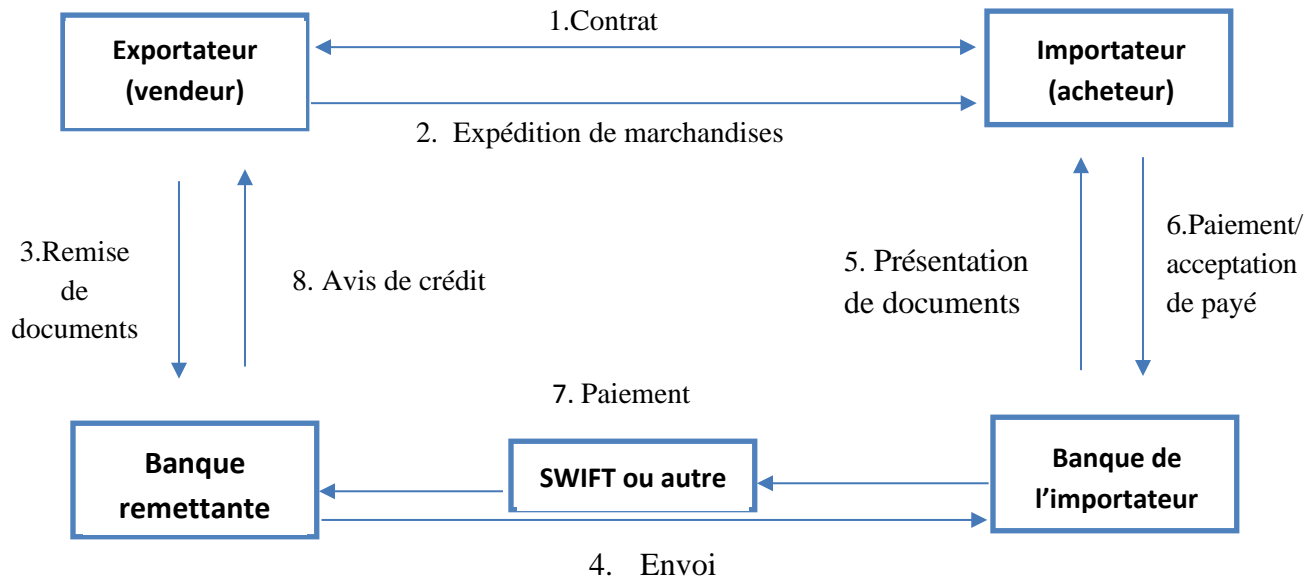 1.Contrat
Exportateur
(vendeur)
Importateur
(acheteur)
2. Expédition de marchandises
3.Remise
de
documents
8. Avis de crédit
5. Présentation
de documents
6.Paiement/
acceptation
de payé
7. Paiement
Banque
remettante
SWIFT ou autre
Banque de
l’importateur
4. Envoi